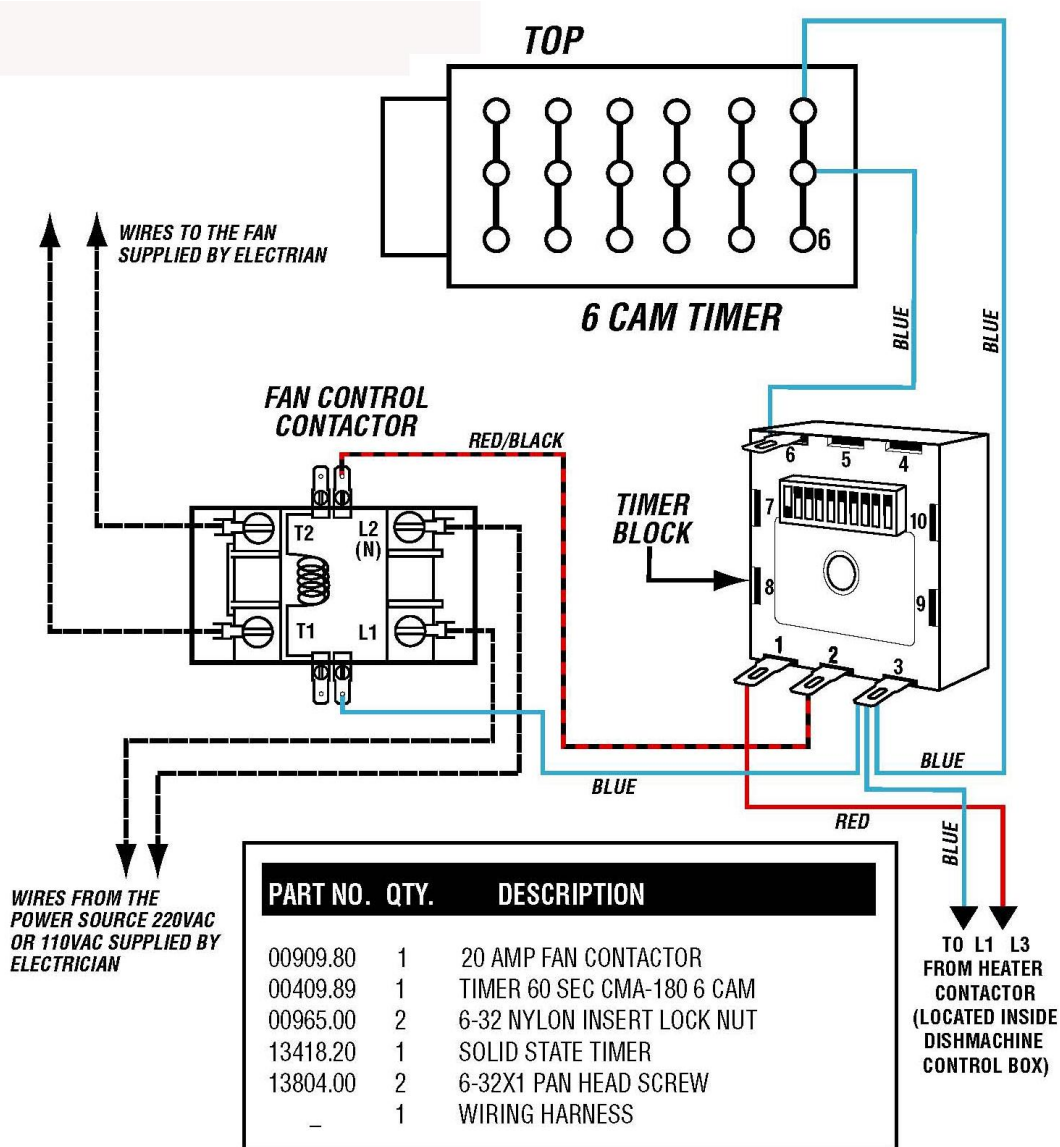 TOP
6
6 CAM TIMER
WIRES TO THE FAN
SUPPLIED BY ELECTRIAN
BLUE
BLUE
FAN CONTROL
CONTACTOR
RED/BLACK
TIMER
BLOCK
6 5 4
7 10
8 9
1 2 3
T2 L2
(N)
T1 L1
BLUE
BLUE
RED
BLUE
WIRES FROM THE
POWER SOURCE 220VAC
OR 110VAC SUPPLIED BY
ELECTRICIAN
TO L1 L3
FROM HEATER
CONTACTOR
(LOCATED INSIDE
DISHMACHINE
CONTROL BOX)
PART NO. QTY. DESCRIPTION
00909.80 1 20 AMP FAN CONTACTOR
00409.89 1 TIMER 60 SEC CMA-180 6 CAM
00965.00 2 6-32 NYLON INSERT LOCK NUT
13418.20 1 SOLID STATE TIMER
13804.00 2 6-32X1 PAN HEAD SCREW
_ 1 WIRING HARNESS